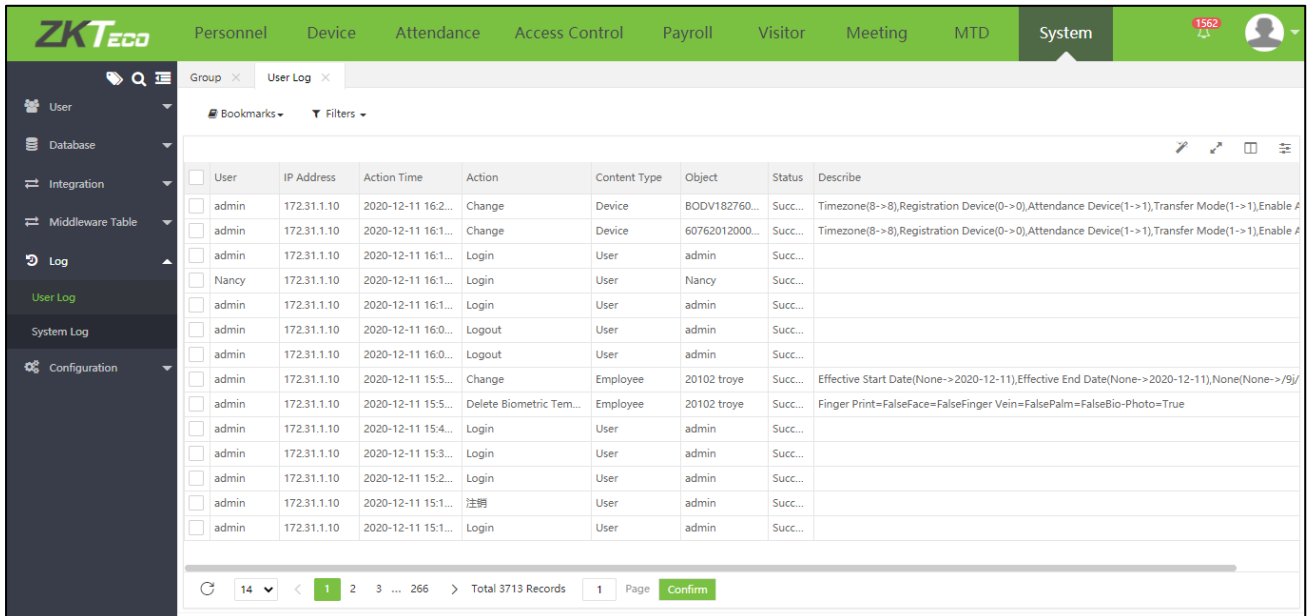 ZKTeco Personnel Device Attendance Access Control Payroll Visitor Meeting MTD System 1562
Group × User Log ×
Bookmarks Filters
User
Database
Integration
Middleware Table
Log
User Log
System Log
Configuration
User IP Address Action Time Action Content Type Object Status Describe
admin 172.31.1.10 2020-12-11 16:2... Change Device BODV182760... Succ... Timezone(8->8),Registration Device(0->0),Attendance Device(1->1),Transfer Mode(1->1),Enable A
admin 172.31.1.10 2020-12-11 16:1... Change Device 60762012000... Succ... Timezone(8->8),Registration Device(0->0),Attendance Device(1->1),Transfer Mode(1->1),Enable A
admin 172.31.1.10 2020-12-11 16:1... Login User admin Succ...
Nancy 172.31.1.10 2020-12-11 16:1... Login User Nancy Succ...
admin 172.31.1.10 2020-12-11 16:1... Login User admin Succ...
admin 172.31.1.10 2020-12-11 16:0... Logout User admin Succ...
admin 172.31.1.10 2020-12-11 16:0... Logout User admin Succ...
admin 172.31.1.10 2020-12-11 15:5... Change Employee 20102 troye Succ... Effective Start Date(None->2020-12-11),Effective End Date(None->2020-12-11),None(None->/9j/
admin 172.31.1.10 2020-12-11 15:5... Delete Biometric Tem... Employee 20102 troye Succ... Finger Print=FalseFace=FalseFinger Vein=FalsePalm=FalseBio-Photo=True
admin 172.31.1.10 2020-12-11 15:4... Login User admin Succ...
admin 172.31.1.10 2020-12-11 15:3... Login User admin Succ...
admin 172.31.1.10 2020-12-11 15:2... Login User admin Succ...
admin 172.31.1.10 2020-12-11 15:1... 注销 User admin Succ...
admin 172.31.1.10 2020-12-11 15:1... Login User admin Succ...
14 < 1 2 3 ... 266 > Total 3713 Records 1 Page Confirm